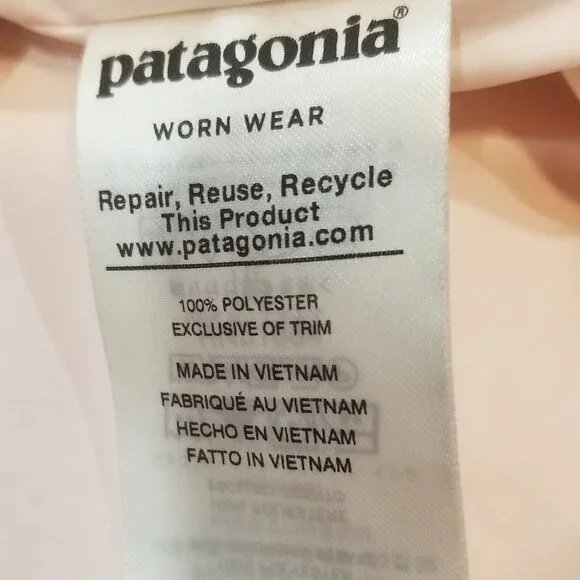 patagonia®
WORN WEAR
Repair, Reuse, Recycle
This Product
www.patagonia.com
100% POLYESTER
EXCLUSIVE OF TRIM
MADE IN VIETNAM
FABRIQUÉ AU VIETNAM
HECHO EN VIETNAM
FATTO IN VIETNAM